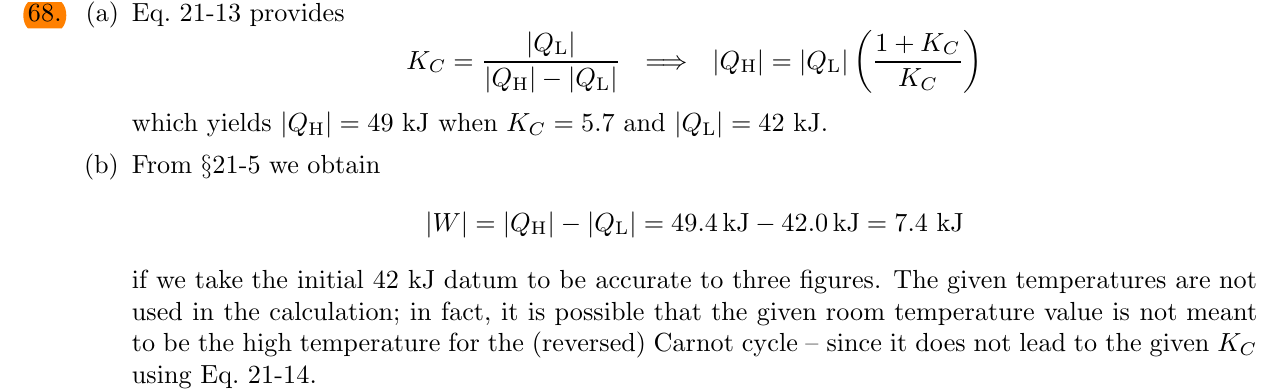 68. (a) Eq. 21-13 provides
K_C = |Q_L| / (|Q_H| − |Q_L|) ⟹ |Q_H| = |Q_L| ((1 + K_C) / K_C)
which yields |Q_H| = 49 kJ when K_C = 5.7 and |Q_L| = 42 kJ.
(b) From §21-5 we obtain
|W| = |Q_H| − |Q_L| = 49.4 kJ − 42.0 kJ = 7.4 kJ
if we take the initial 42 kJ datum to be accurate to three figures. The given temperatures are not
used in the calculation; in fact, it is possible that the given room temperature value is not meant
to be the high temperature for the (reversed) Carnot cycle – since it does not lead to the given K_C
using Eq. 21-14.